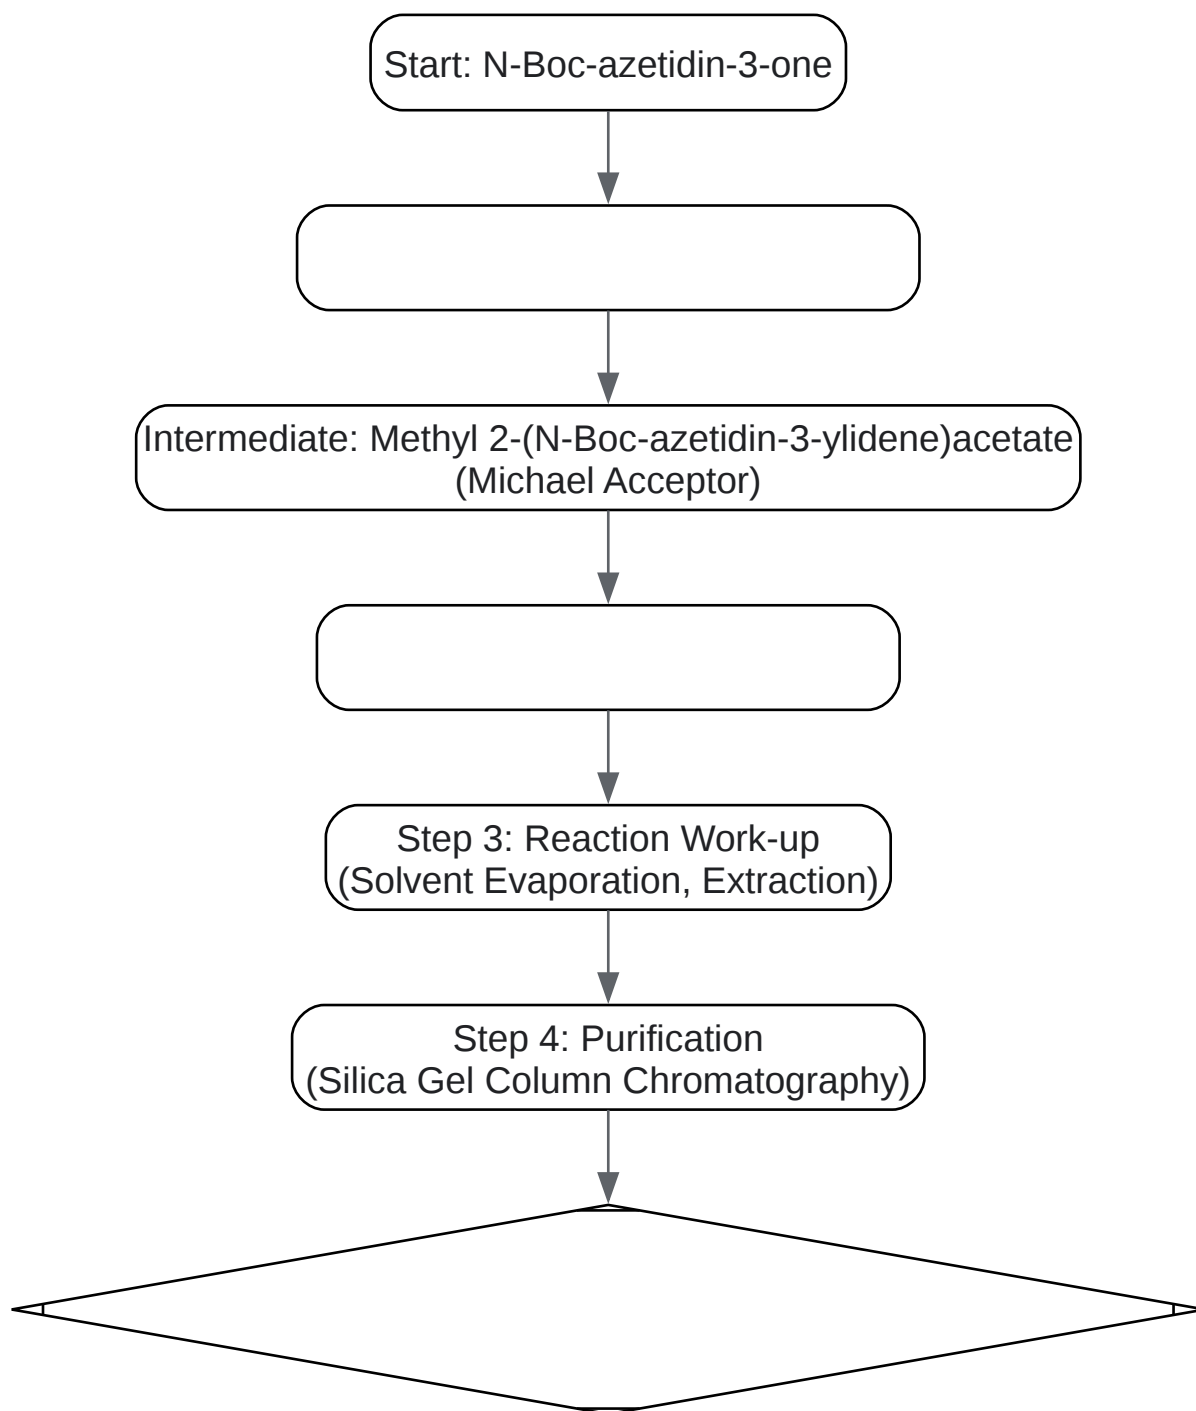 Start: N-Boc-azetidin-3-one
Intermediate: Methyl 2-(N-Boc-azetidin-3-ylidene)acetate
(Michael Acceptor)
Step 3: Reaction Work-up
(Solvent Evaporation, Extraction)
Step 4: Purification
(Silica Gel Column Chromatography)